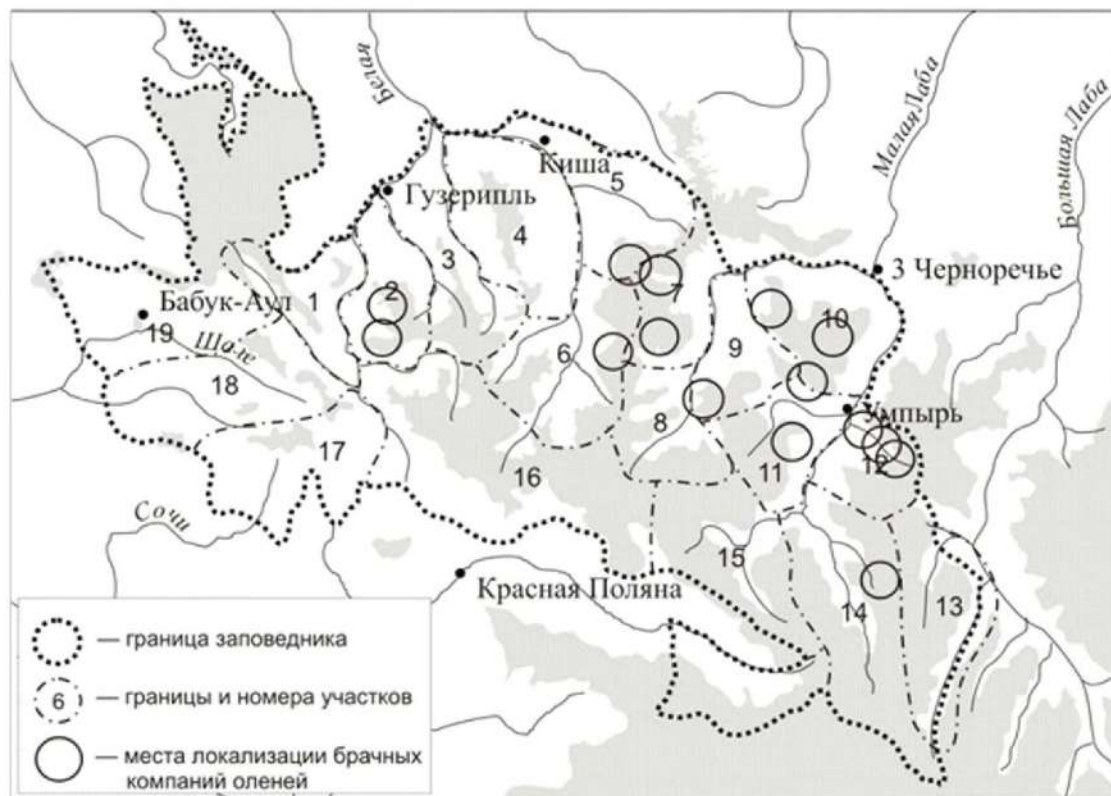 Белая
Малая Лаба
Большая Лаба
Киша
5
Гузерипль
4
3
3 Черноречье
Бабук-Аул
1
2
7
10
19
Шахе
6
9
18
8
Умпырь
17
16
11
12
Сочи
15
Красная Поляна
14
13
— граница заповедника
6 — границы и номера участков
— места локализации брачных
компаний оленей